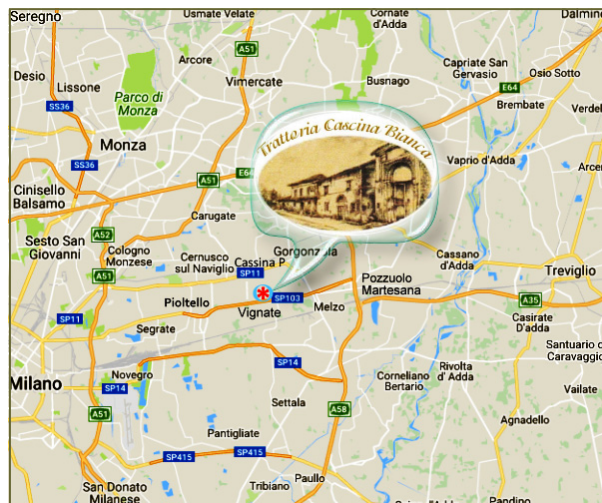 Seregno
Usmate Velate
Cornate
d'Adda
Dalmine
A51
Desio
Arcore
Capriate San
Gervasio
Osio Sotto
Lissone
Vimercate
Busnago
E64
Parco di
Monza
Brembate
SS36
Verdel
Monza
Trattoria Cascina Bianca
Vaprio d'Adda
SS36
Arcen
Cinisello
Balsamo
A51
E64
Carugate
A52
Sesto San
Giovanni
Cologno
Monzese
Cernusco
sul Naviglio
Gorgonzola
Cassina P
Cassano
d'Adda
A51
SP11
Treviglio
Pozzuolo
Martesana
Pioltello
SP103
A35
Vignate
Melzo
SP11
Segrate
Casirate
D'adda
Santuario d
Caravaggio
SP14
Novegro
Corneliano
Bertario
Rivolta
d' Adda
Milano
SP14
Vailate
Settala
A51
A58
Agnadello
Pantigliate
SP415
SP415
Paullo
San Donato
Milanese
Tribiano
Pandino